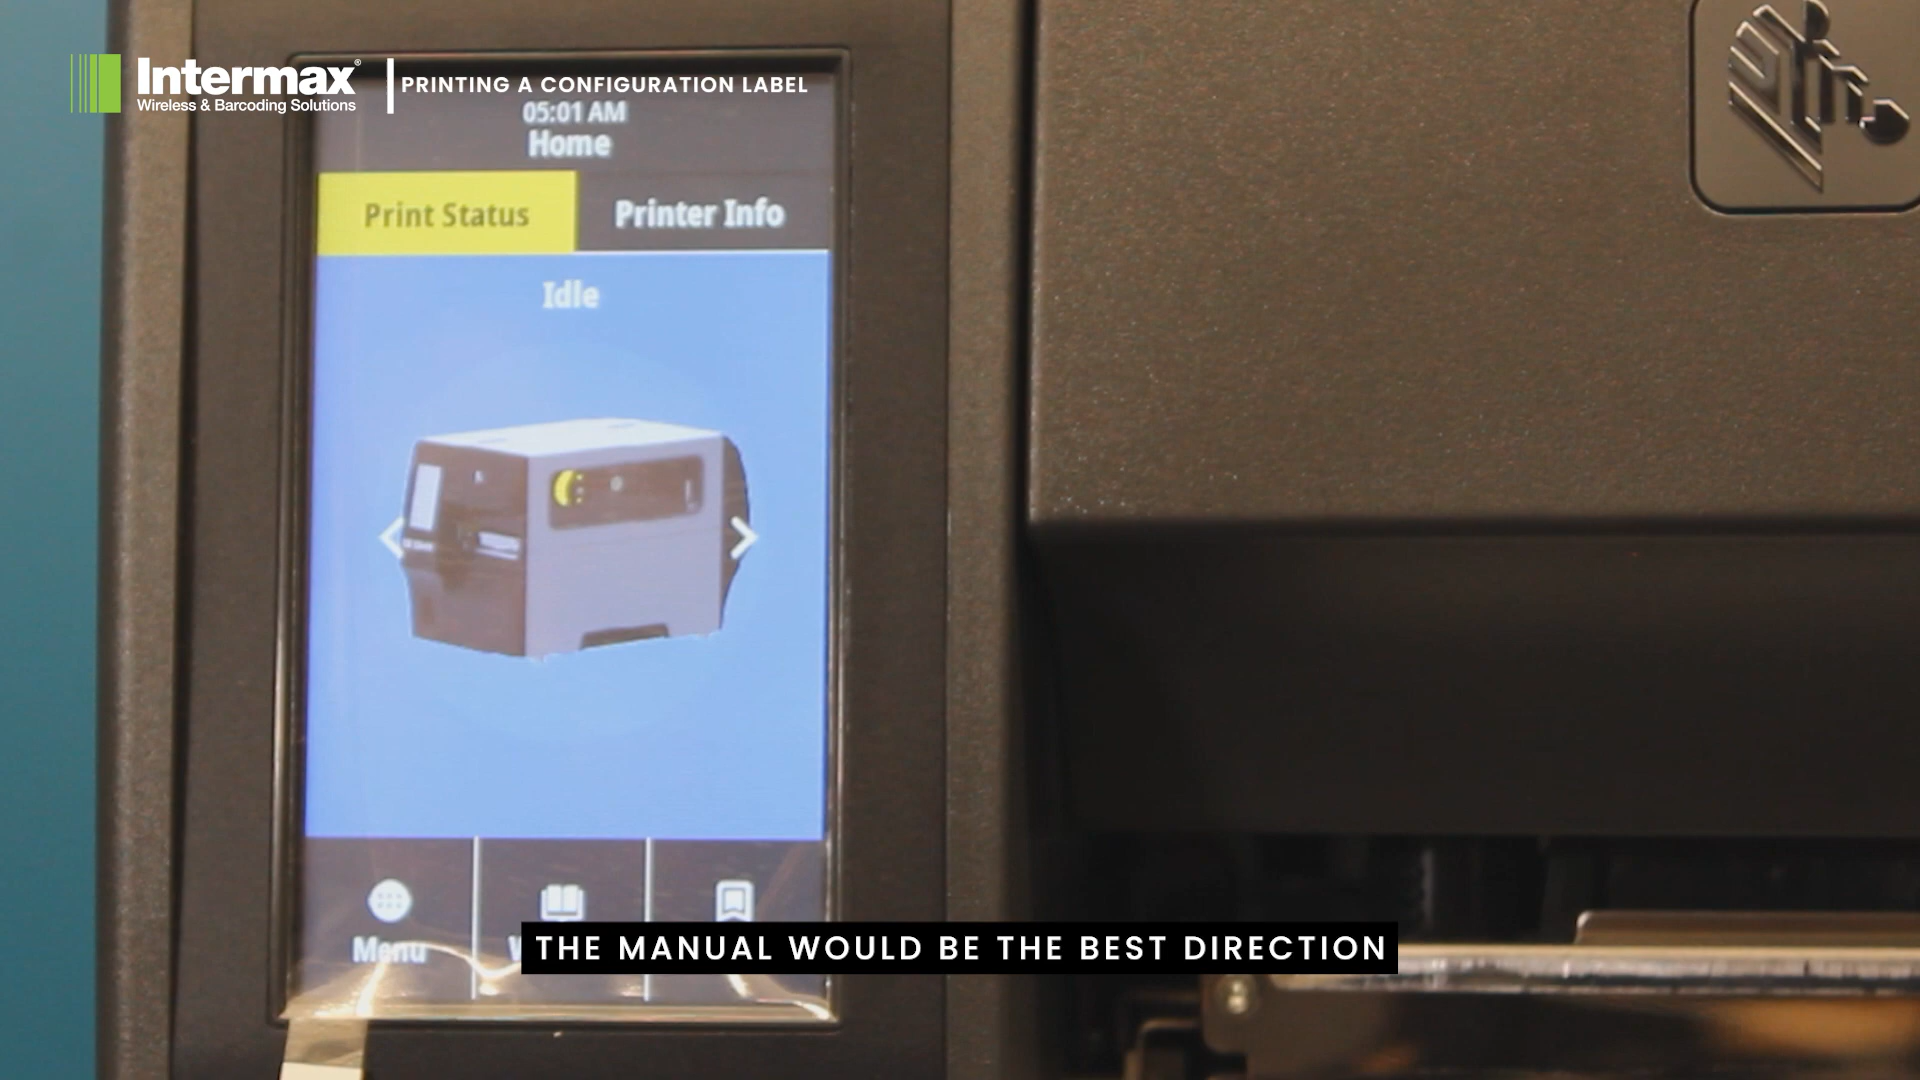 Intermax®
Wireless & Barcoding Solutions
PRINTING A CONFIGURATION LABEL
05:01 AM
Home
Print Status
Printer Info
Idle
Menu
THE MANUAL WOULD BE THE BEST DIRECTION